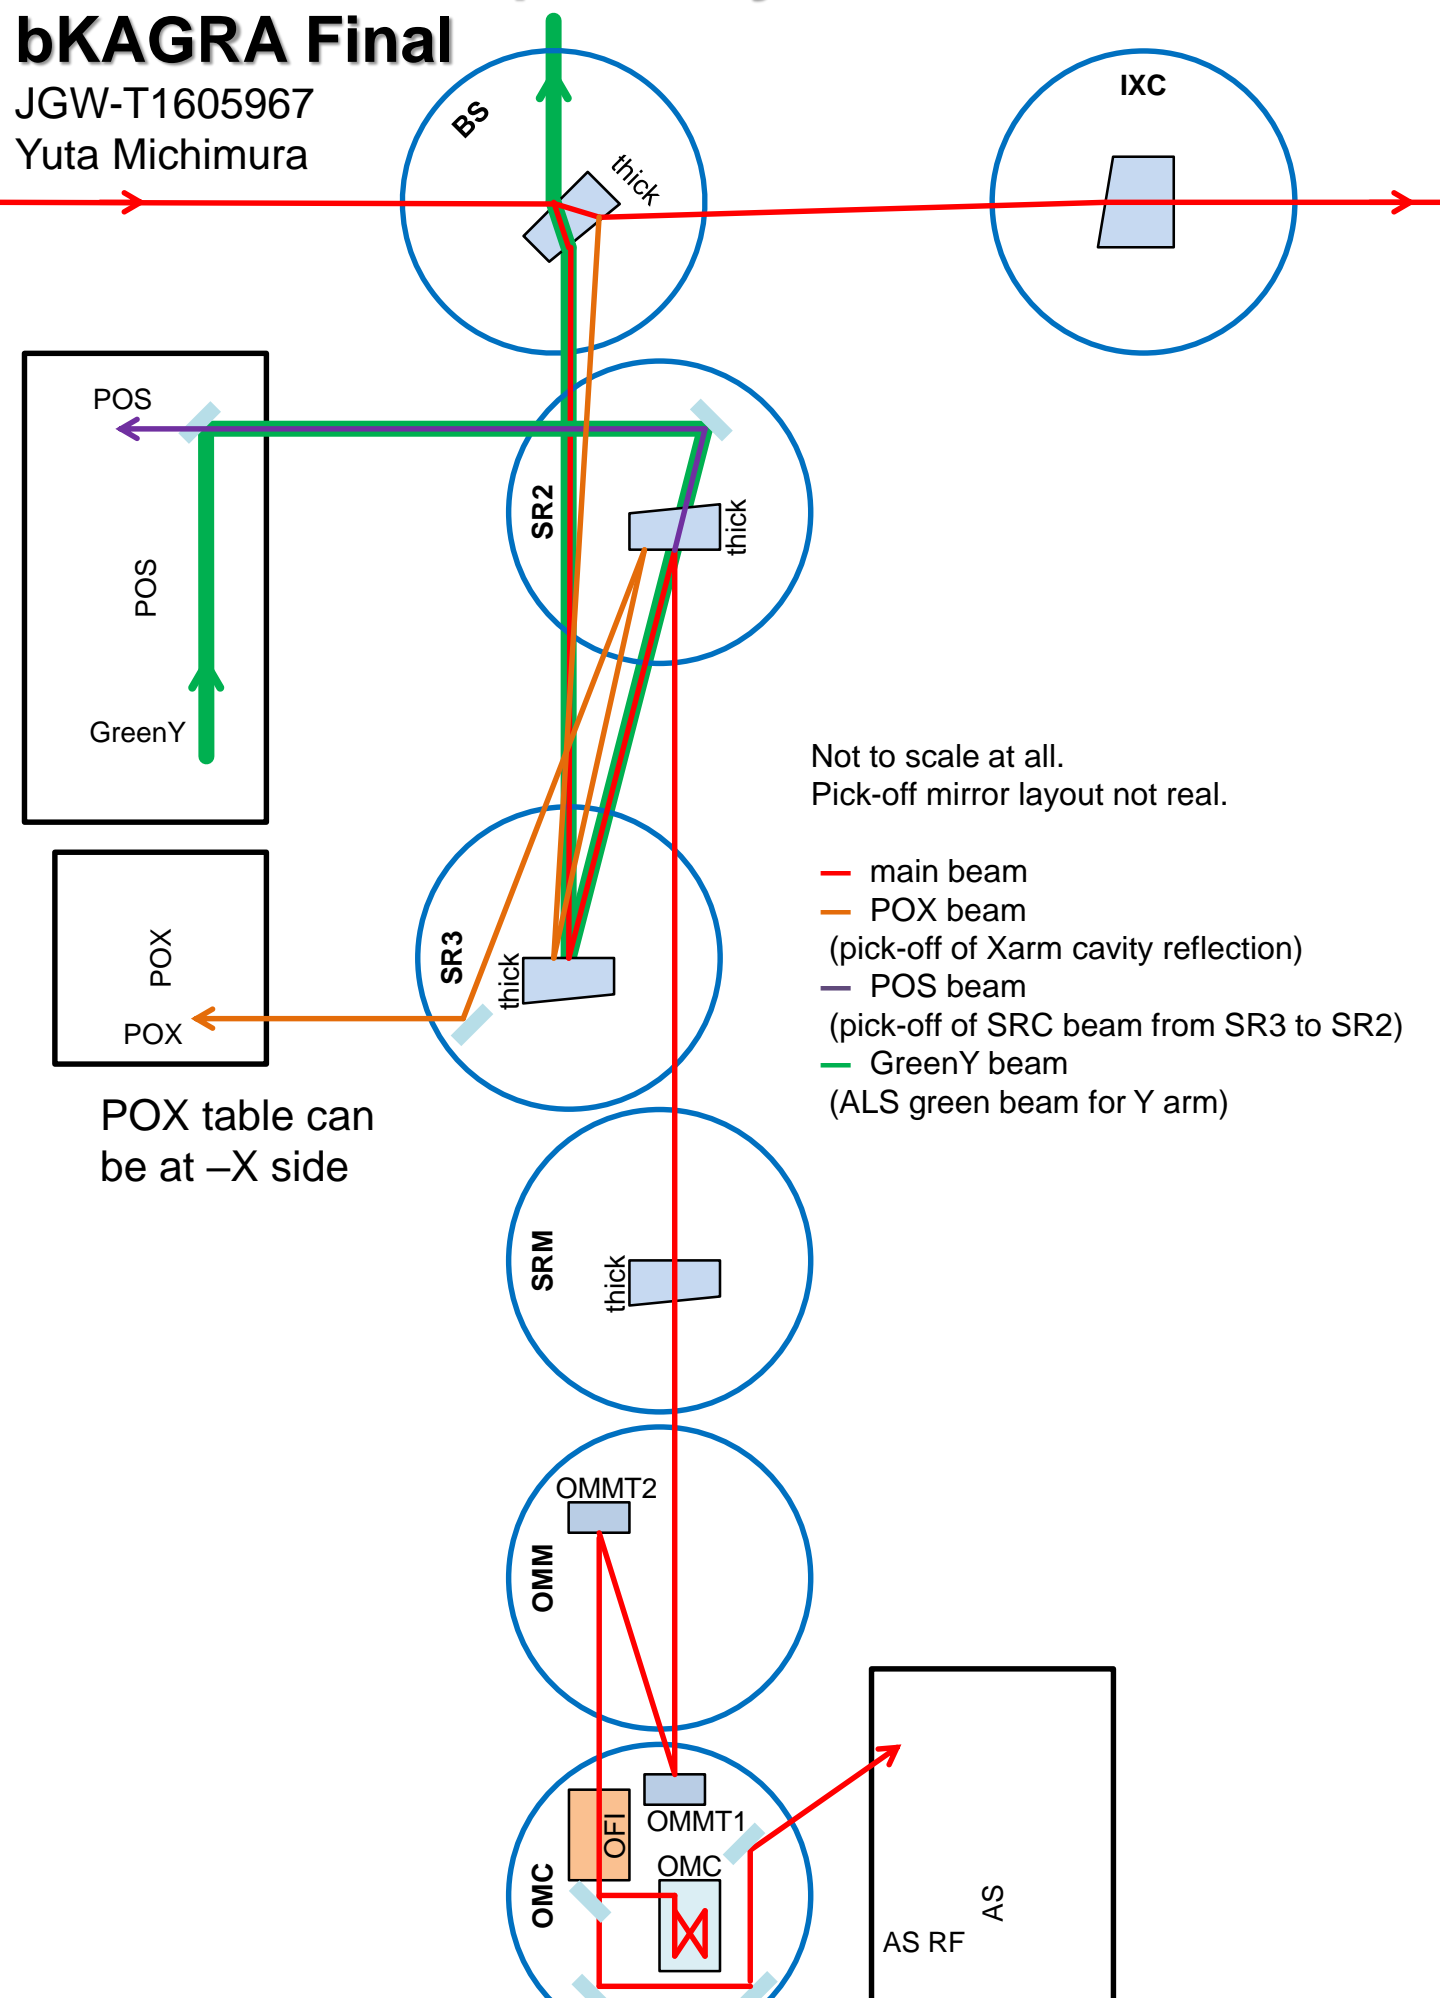 bKAGRA Final
JGW-T1605967
Yuta Michimura
BS
thick
IXC
POS
POS
GreenY
SR2
thick
Not to scale at all.
Pick-off mirror layout not real.
main beam
POX beam
(pick-off of Xarm cavity reflection)
POS beam
(pick-off of SRC beam from SR3 to SR2)
GreenY beam
(ALS green beam for Y arm)
SR3
thick
POX
POX
POX table can
be at –X side
SRM
thick
OMMT2
OMM
OFI
OMMT1
OMC
OMC
AS
AS RF